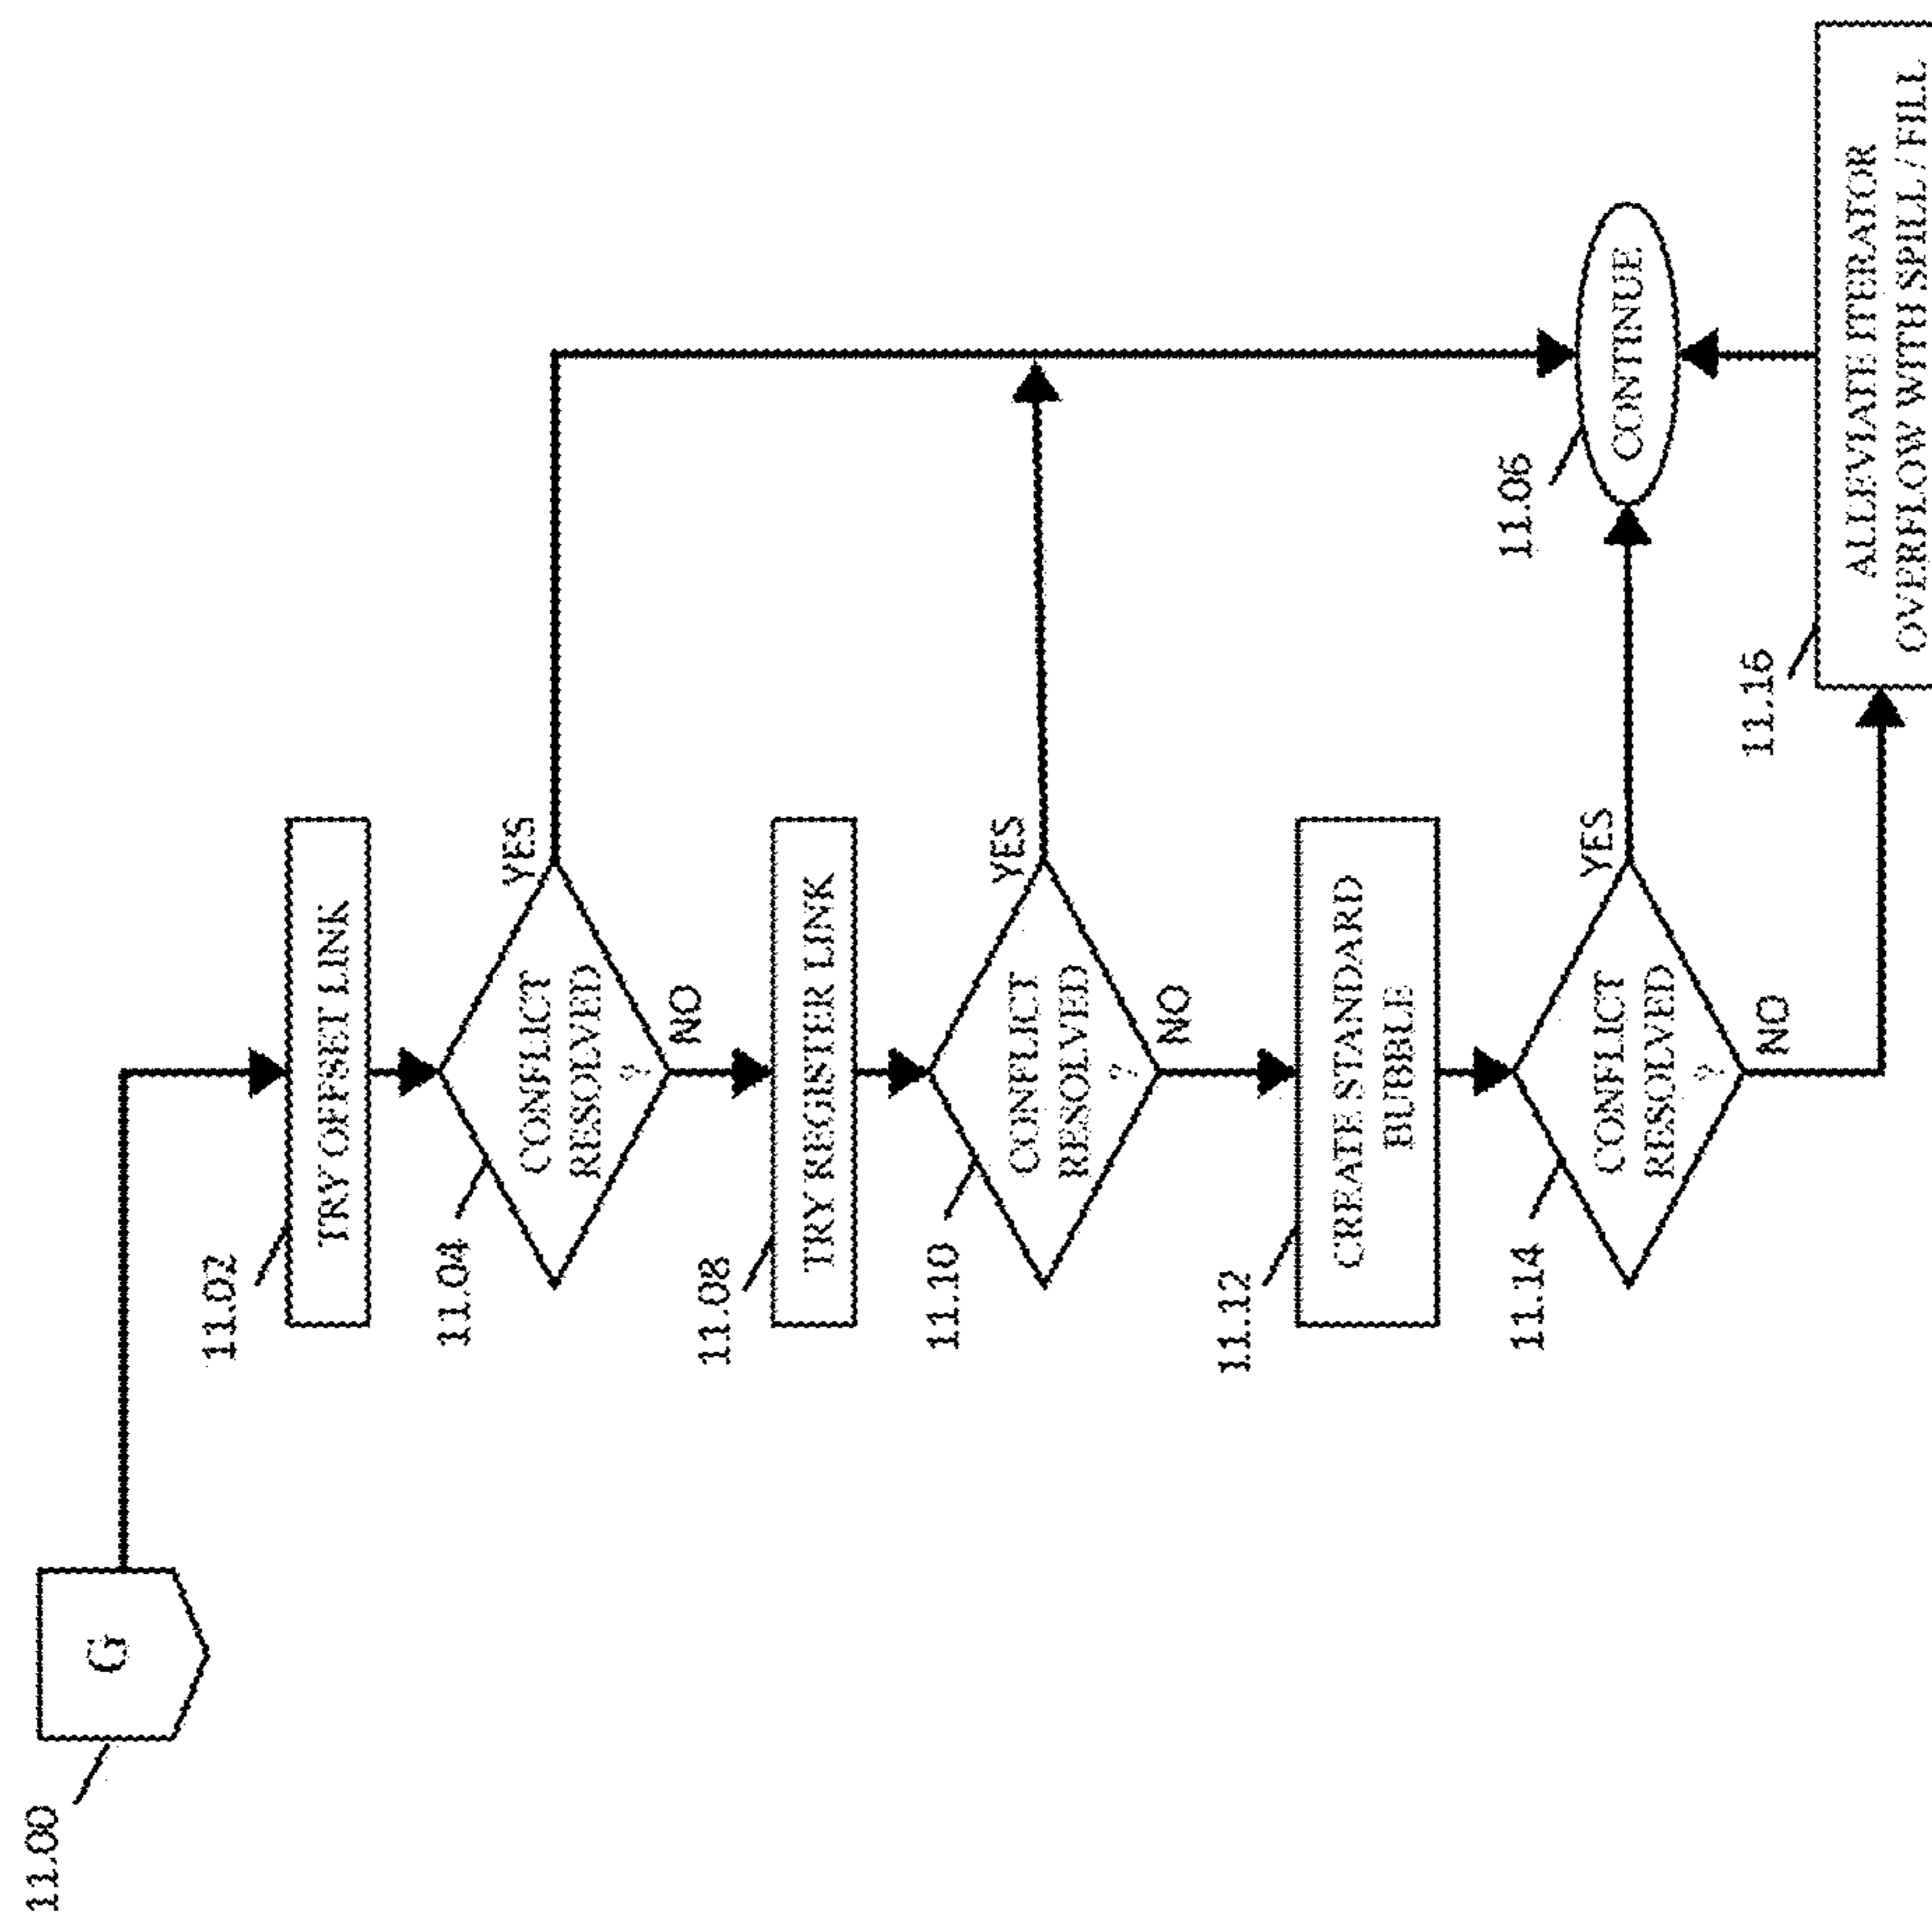 11.00
G
11.02
TRY OFFSET LINK
11.04
CONFLICT
RESOLVED
?
YES
NO
11.08
TRY REGISTER LINK
11.10
CONFLICT
RESOLVED
?
YES
NO
11.12
CREATE STANDARD
BUBBLE
11.14
CONFLICT
RESOLVED
?
YES
NO
11.06
CONTINUE
11.16
ALLEVIATE ITERATOR
OVERFLOW WITH SPILL / FILL